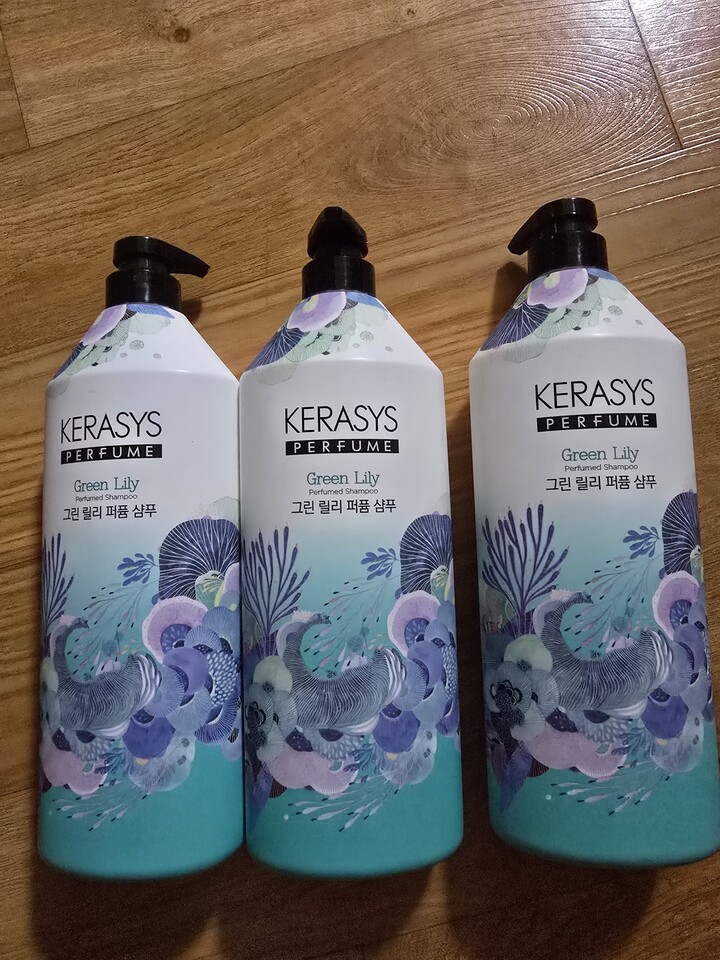 KERASYS
PERFUME
Green Lily
Perfumed Shampoo
그린 릴리 퍼퓸 샴푸
KERASYS
PERFUME
Green Lily
Perfumed Shampoo
그린 릴리 퍼퓸 샴푸
KERASYS
PERFUME
Green Lily
Perfumed Shampoo
그린 릴리 퍼퓸 샴푸